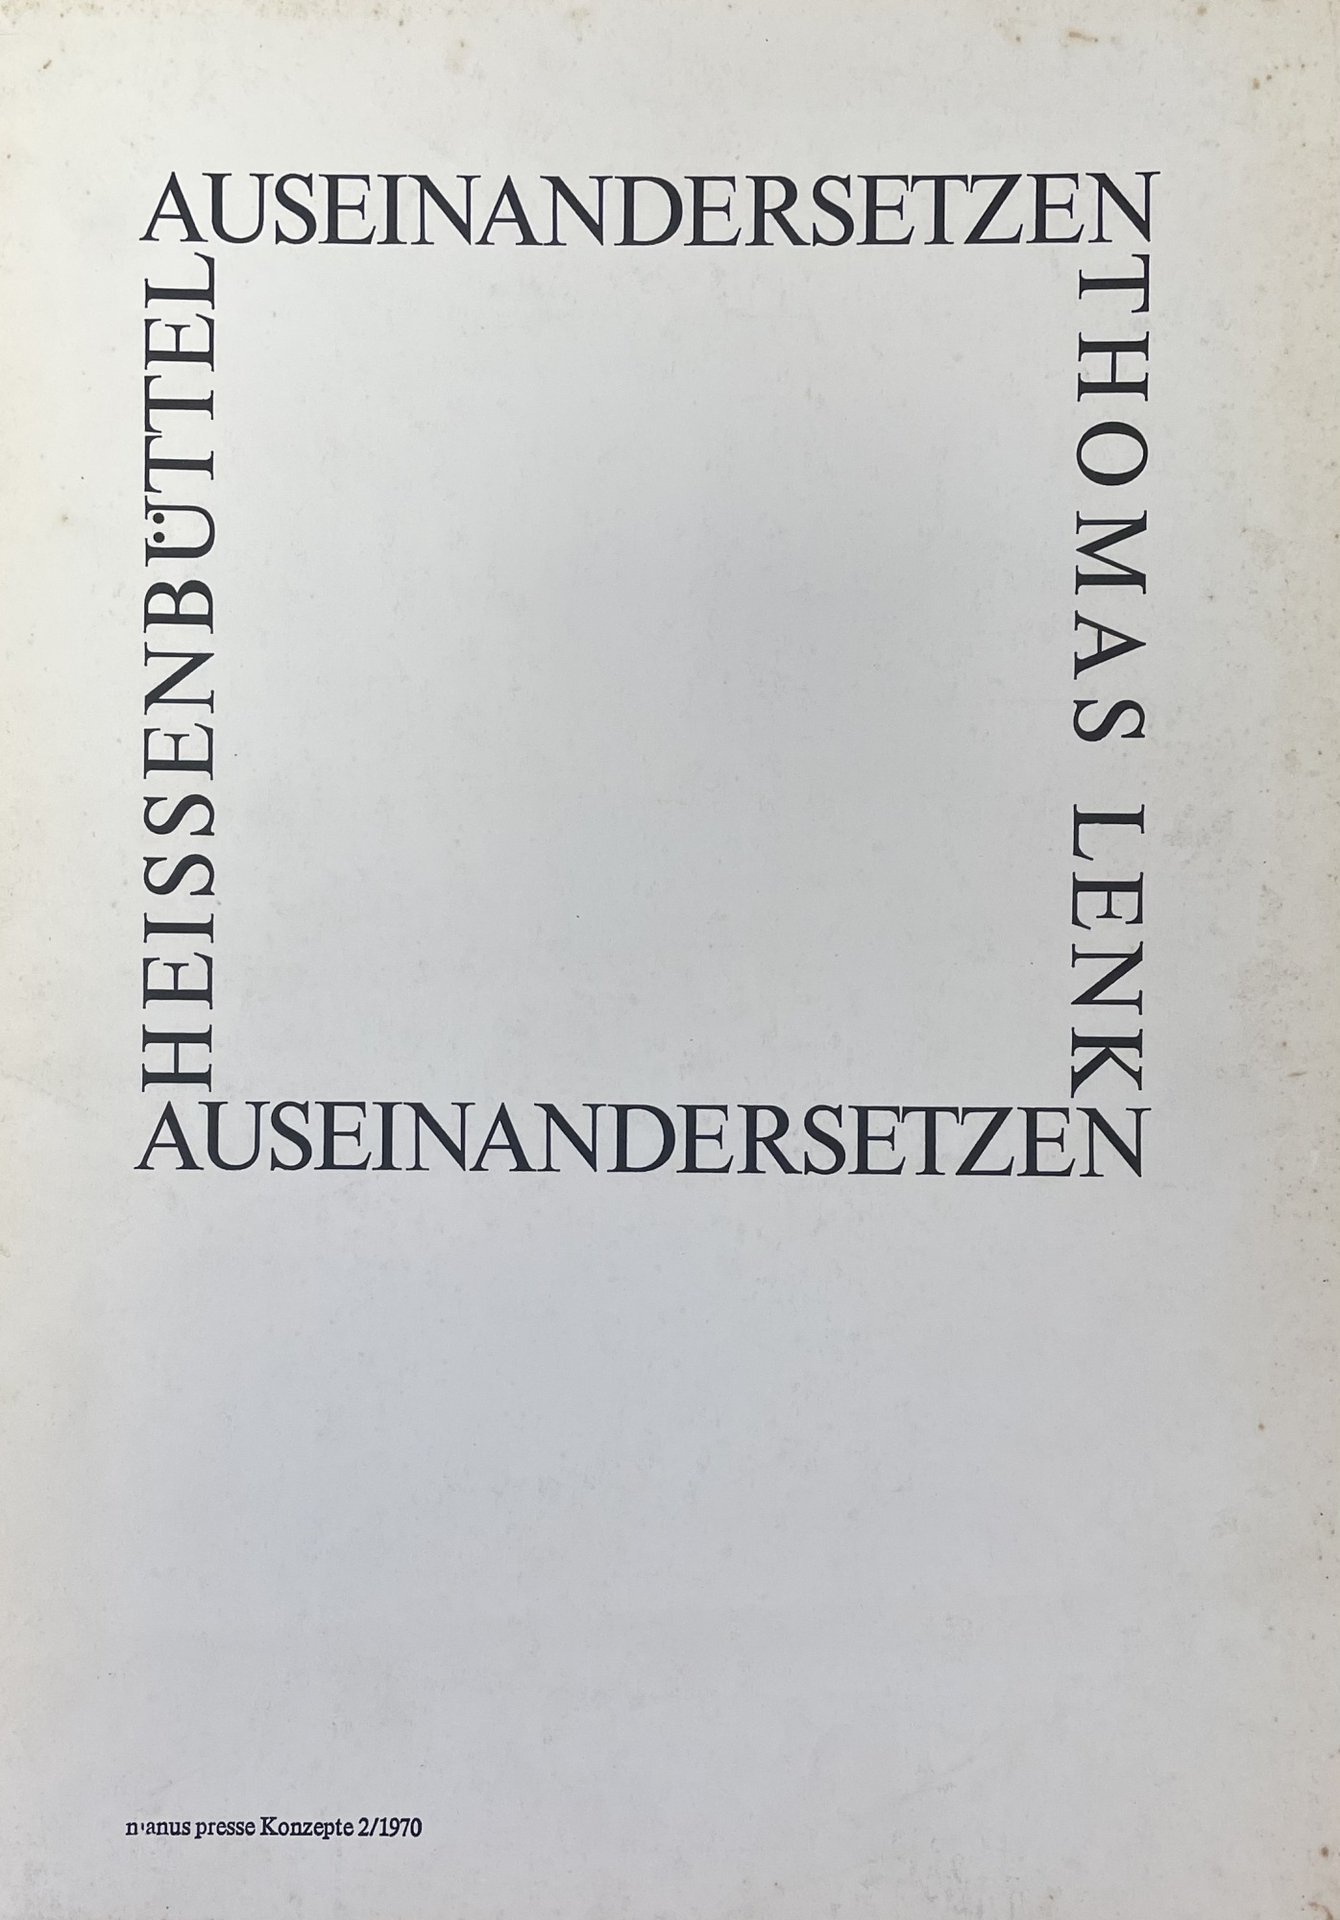 AUSEINANDERSETZEN
HEISSENBÜTTEL
THOMAS LENK
AUSEINANDERSETZEN
manus presse Konzepte 2/1970